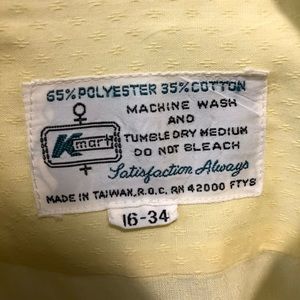 65% POLYESTER 35% COTTON
MACHINE WASH
AND
TUMBLE DRY MEDIUM
DO NOT BLEACH
Kmart
Satisfaction Always
MADE IN TAIWAN, R.O.C. RN 42000 FTYS
16-34